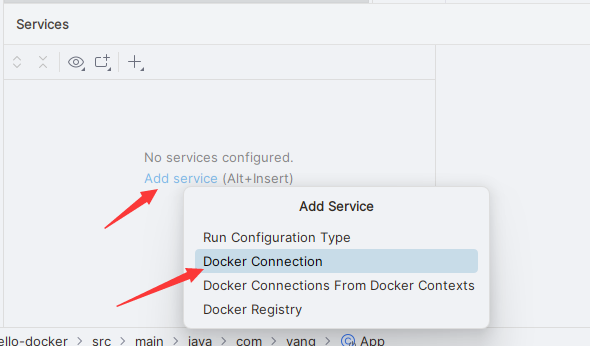 Services
No services configured.
Add service (Alt+Insert)
Add Service
Run Configuration Type
Docker Connection
Docker Connections From Docker Contexts
Docker Registry
ello-docker > src > main > java > com > yang > App